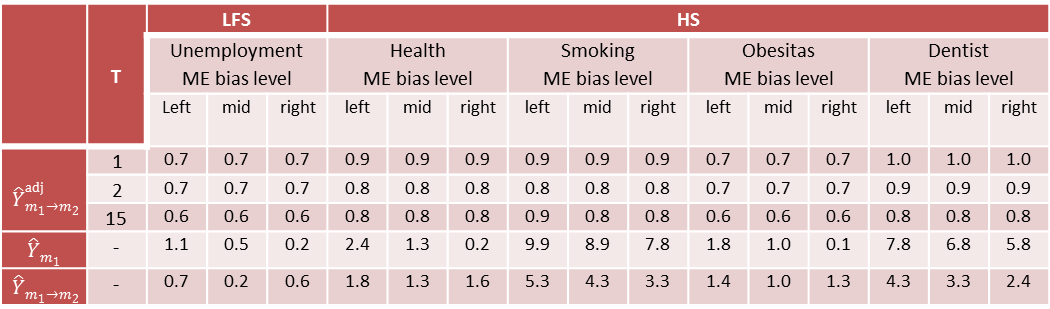 LFS HS
T Unemployment ME bias level Health ME bias level Smoking ME bias level Obesitas ME bias level Dentist ME bias level
Left mid right left mid right left mid right left mid right left mid right
1 0.7 0.7 0.7 0.9 0.9 0.9 0.9 0.9 0.9 0.7 0.7 0.7 1.0 1.0 1.0
Ŷ^adj_{m₁→m₂} 2 0.7 0.7 0.7 0.8 0.8 0.8 0.8 0.8 0.8 0.7 0.7 0.7 0.9 0.9 0.9
15 0.6 0.6 0.6 0.8 0.8 0.8 0.9 0.8 0.8 0.6 0.6 0.6 0.8 0.8 0.8
Ŷ_{m₁} - 1.1 0.5 0.2 2.4 1.3 0.2 9.9 8.9 7.8 1.8 1.0 0.1 7.8 6.8 5.8
Ŷ_{m₁→m₂} - 0.7 0.2 0.6 1.8 1.3 1.6 5.3 4.3 3.3 1.4 1.0 1.3 4.3 3.3 2.4